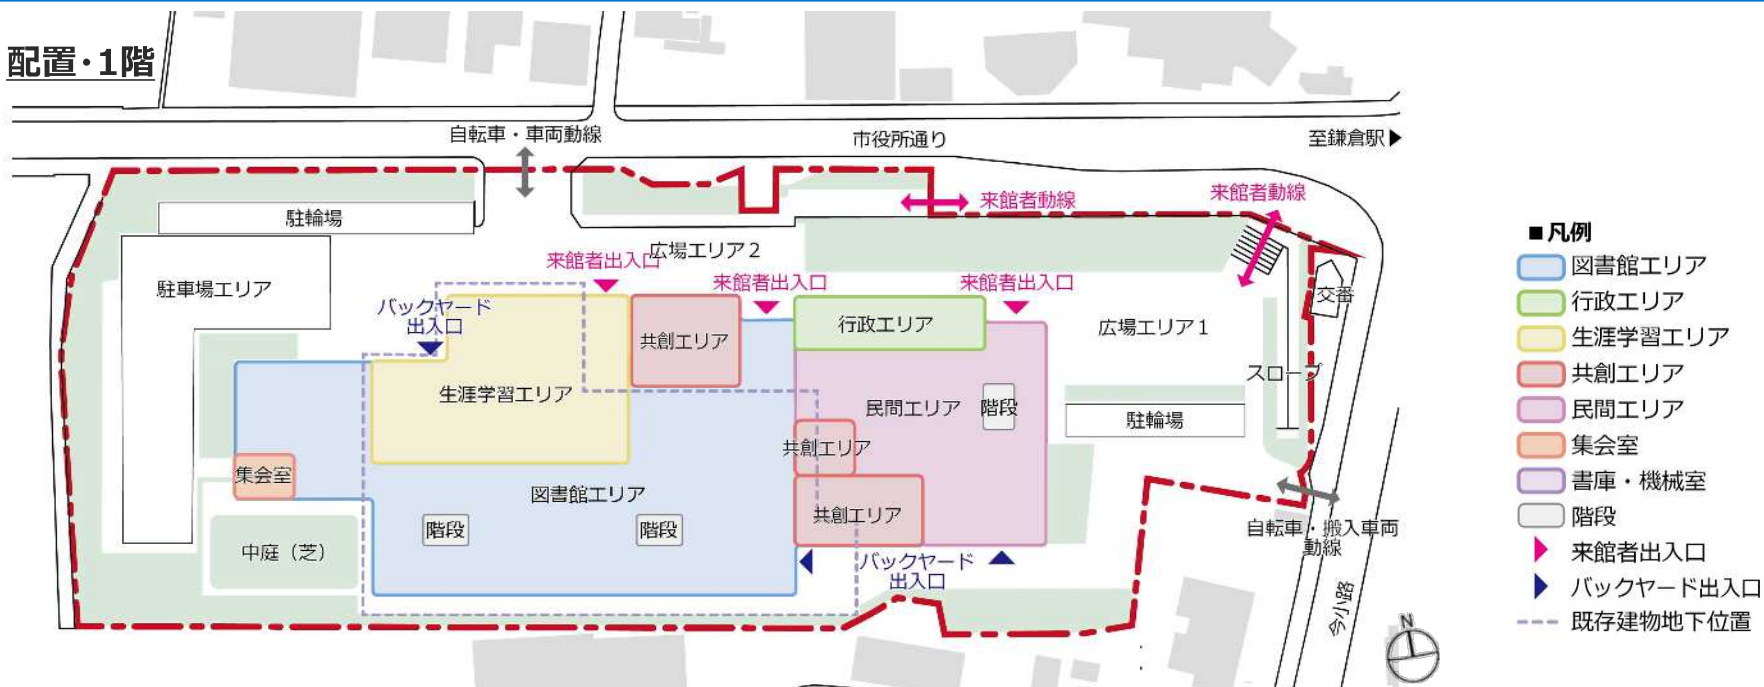 配置・1階
自転車・車両動線
市役所通り
至鎌倉駅▶
来館者動線
来館者動線
駐輪場
広場エリア2
来館者出入口
来館者出入口
来館者出入口
駐車場エリア
バックヤード
出入口
交番
共創エリア
行政エリア
広場エリア1
スロープ
生涯学習エリア
民間エリア
階段
駐輪場
共創エリア
集会室
図書館エリア
共創エリア
階段
階段
中庭（芝）
バックヤード
出入口
自転車・搬入車両
動線
今小路
N
■凡例
図書館エリア
行政エリア
生涯学習エリア
共創エリア
民間エリア
集会室
書庫・機械室
階段
来館者出入口
バックヤード出入口
既存建物地下位置